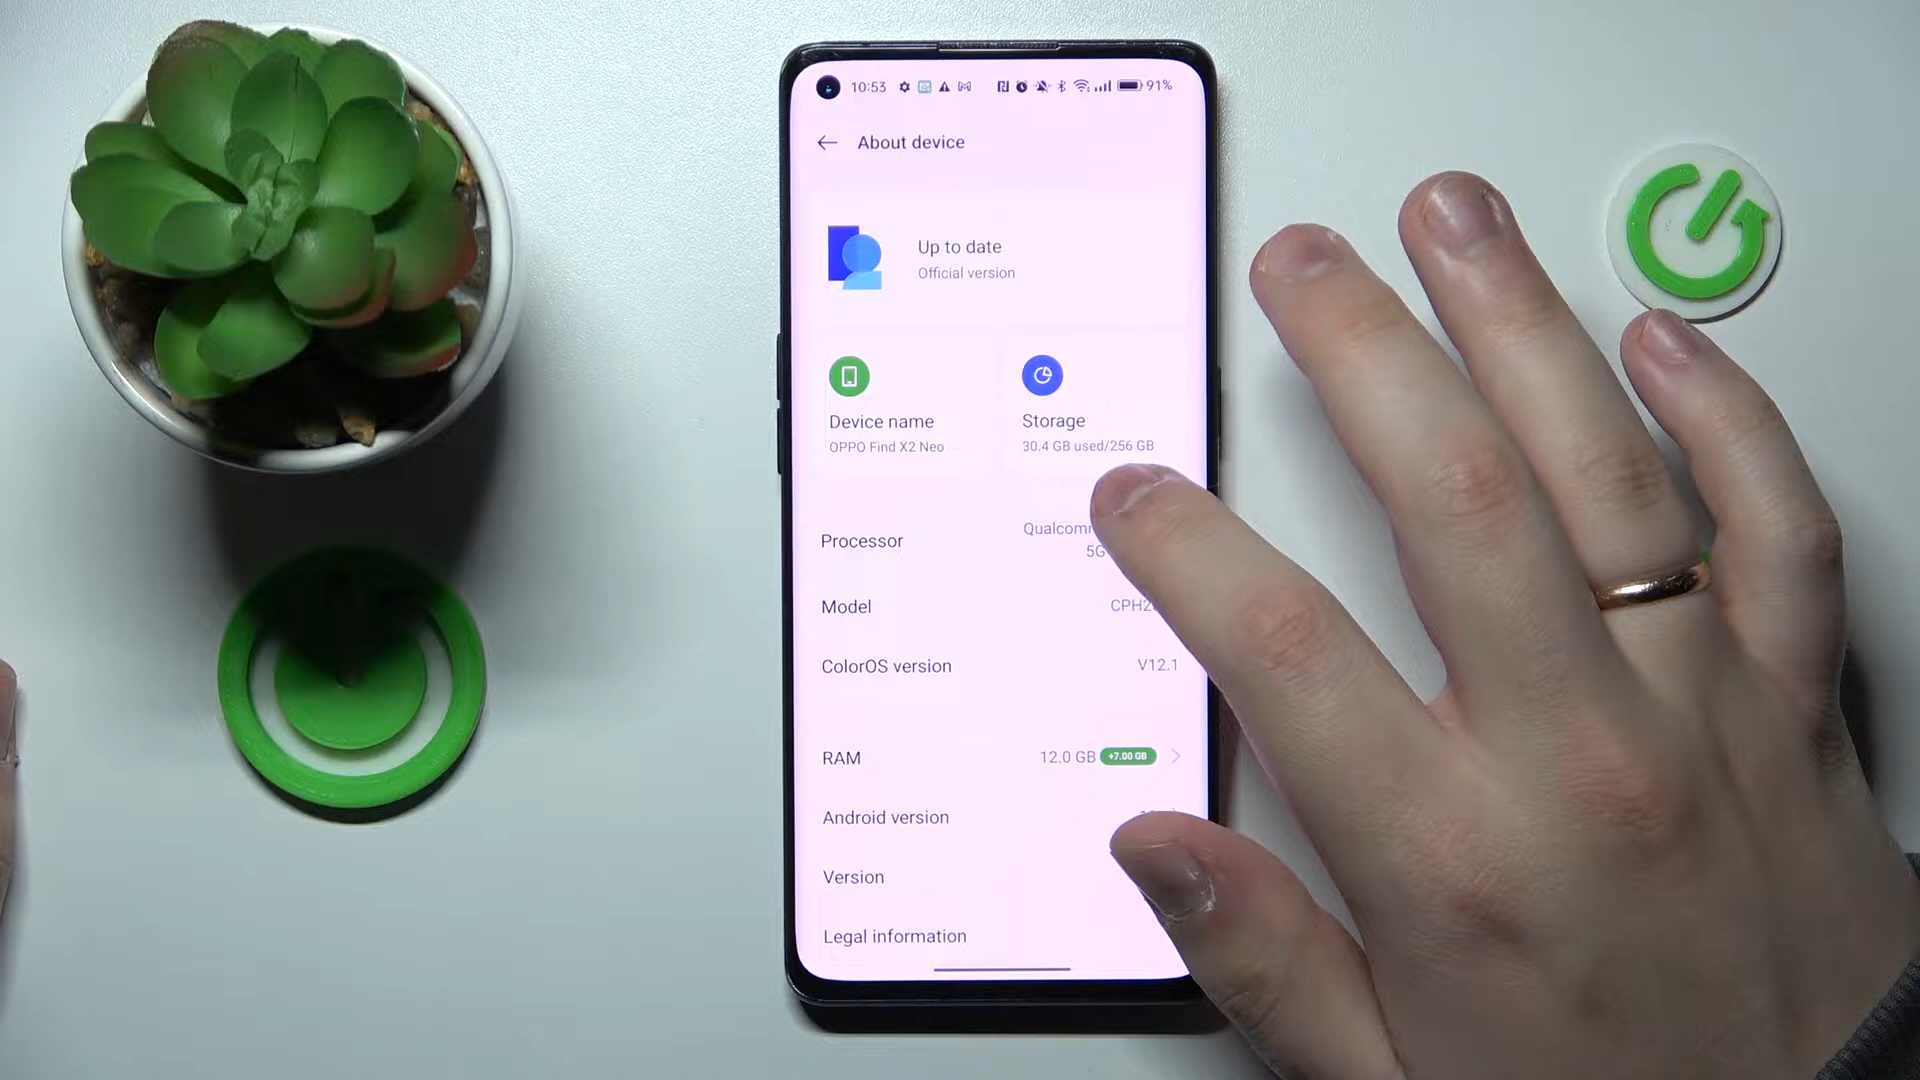 10:53
91%
About device
Up to date
Official version
Device name
OPPO Find X2 Neo
Storage
30.4 GB used/256 GB
Processor
Model
ColorOS version
V12.1
RAM
12.0 GB +7.00 GB
Android version
Version
Legal information